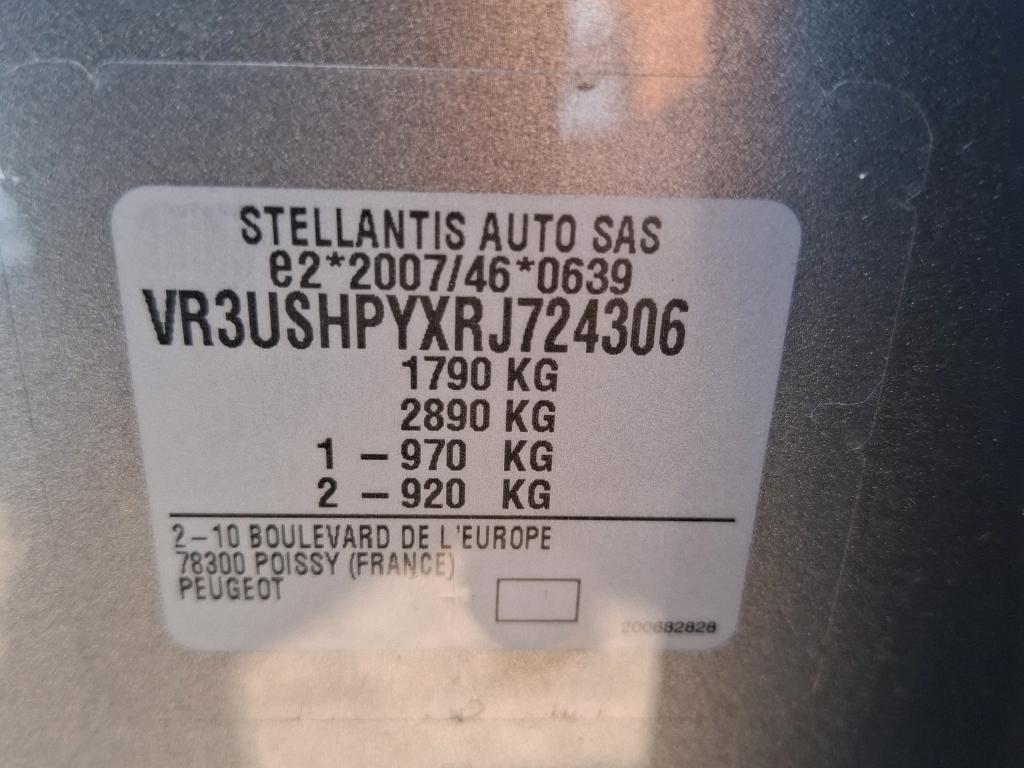 STELLANTIS AUTO SAS
e2*2007/46*0639
VR3USHPYXRJ724306
1790 KG
2890 KG
1 – 970 KG
2 – 920 KG
2–10 BOULEVARD DE L'EUROPE
78300 POISSY (FRANCE)
PEUGEOT
200682828